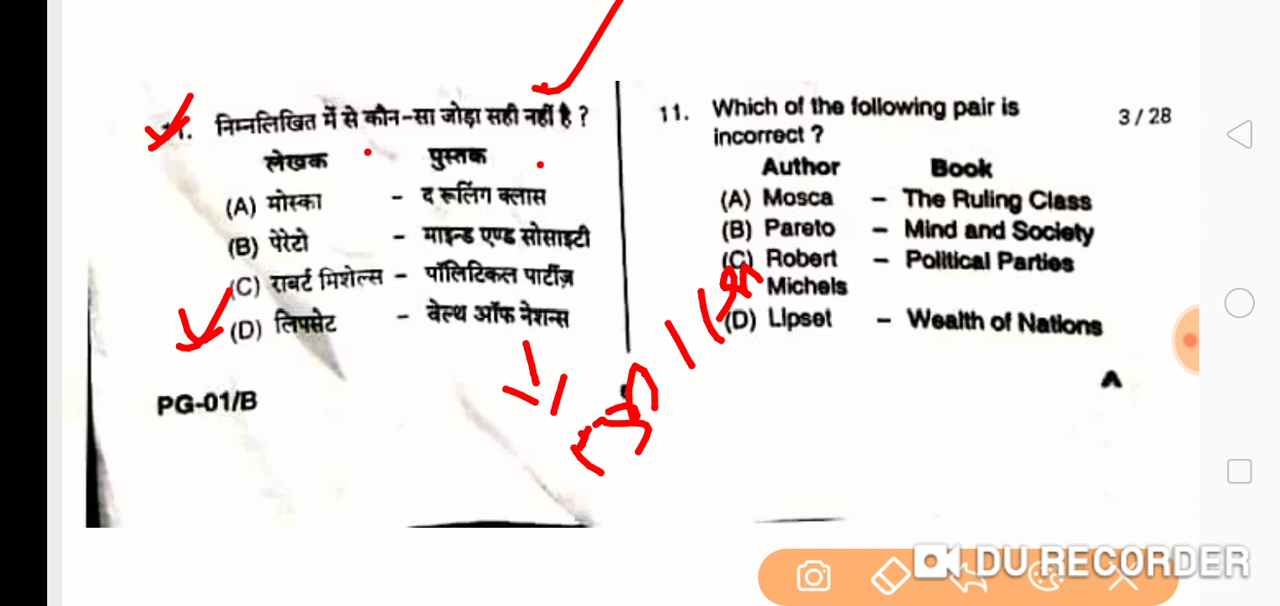 11. निम्नलिखित में से कौन-सा जोड़ा सही नहीं है ?
लेखक पुस्तक
(A) मोस्का - द रूलिंग क्लास
(B) पेरेटो - माइन्ड एण्ड सोसाइटी
(C) राबर्ट मिशेल्स - पॉलिटिकल पार्टीज़
(D) लिपसेट - वेल्थ ऑफ नेशन्स
PG-01/B
11. Which of the following pair is
incorrect ?
3 / 28
Author Book
(A) Mosca – The Ruling Class
(B) Pareto – Mind and Society
(C) Robert – Political Parties
Michels
(D) Lipset – Wealth of Nations
A
DU RECORDER